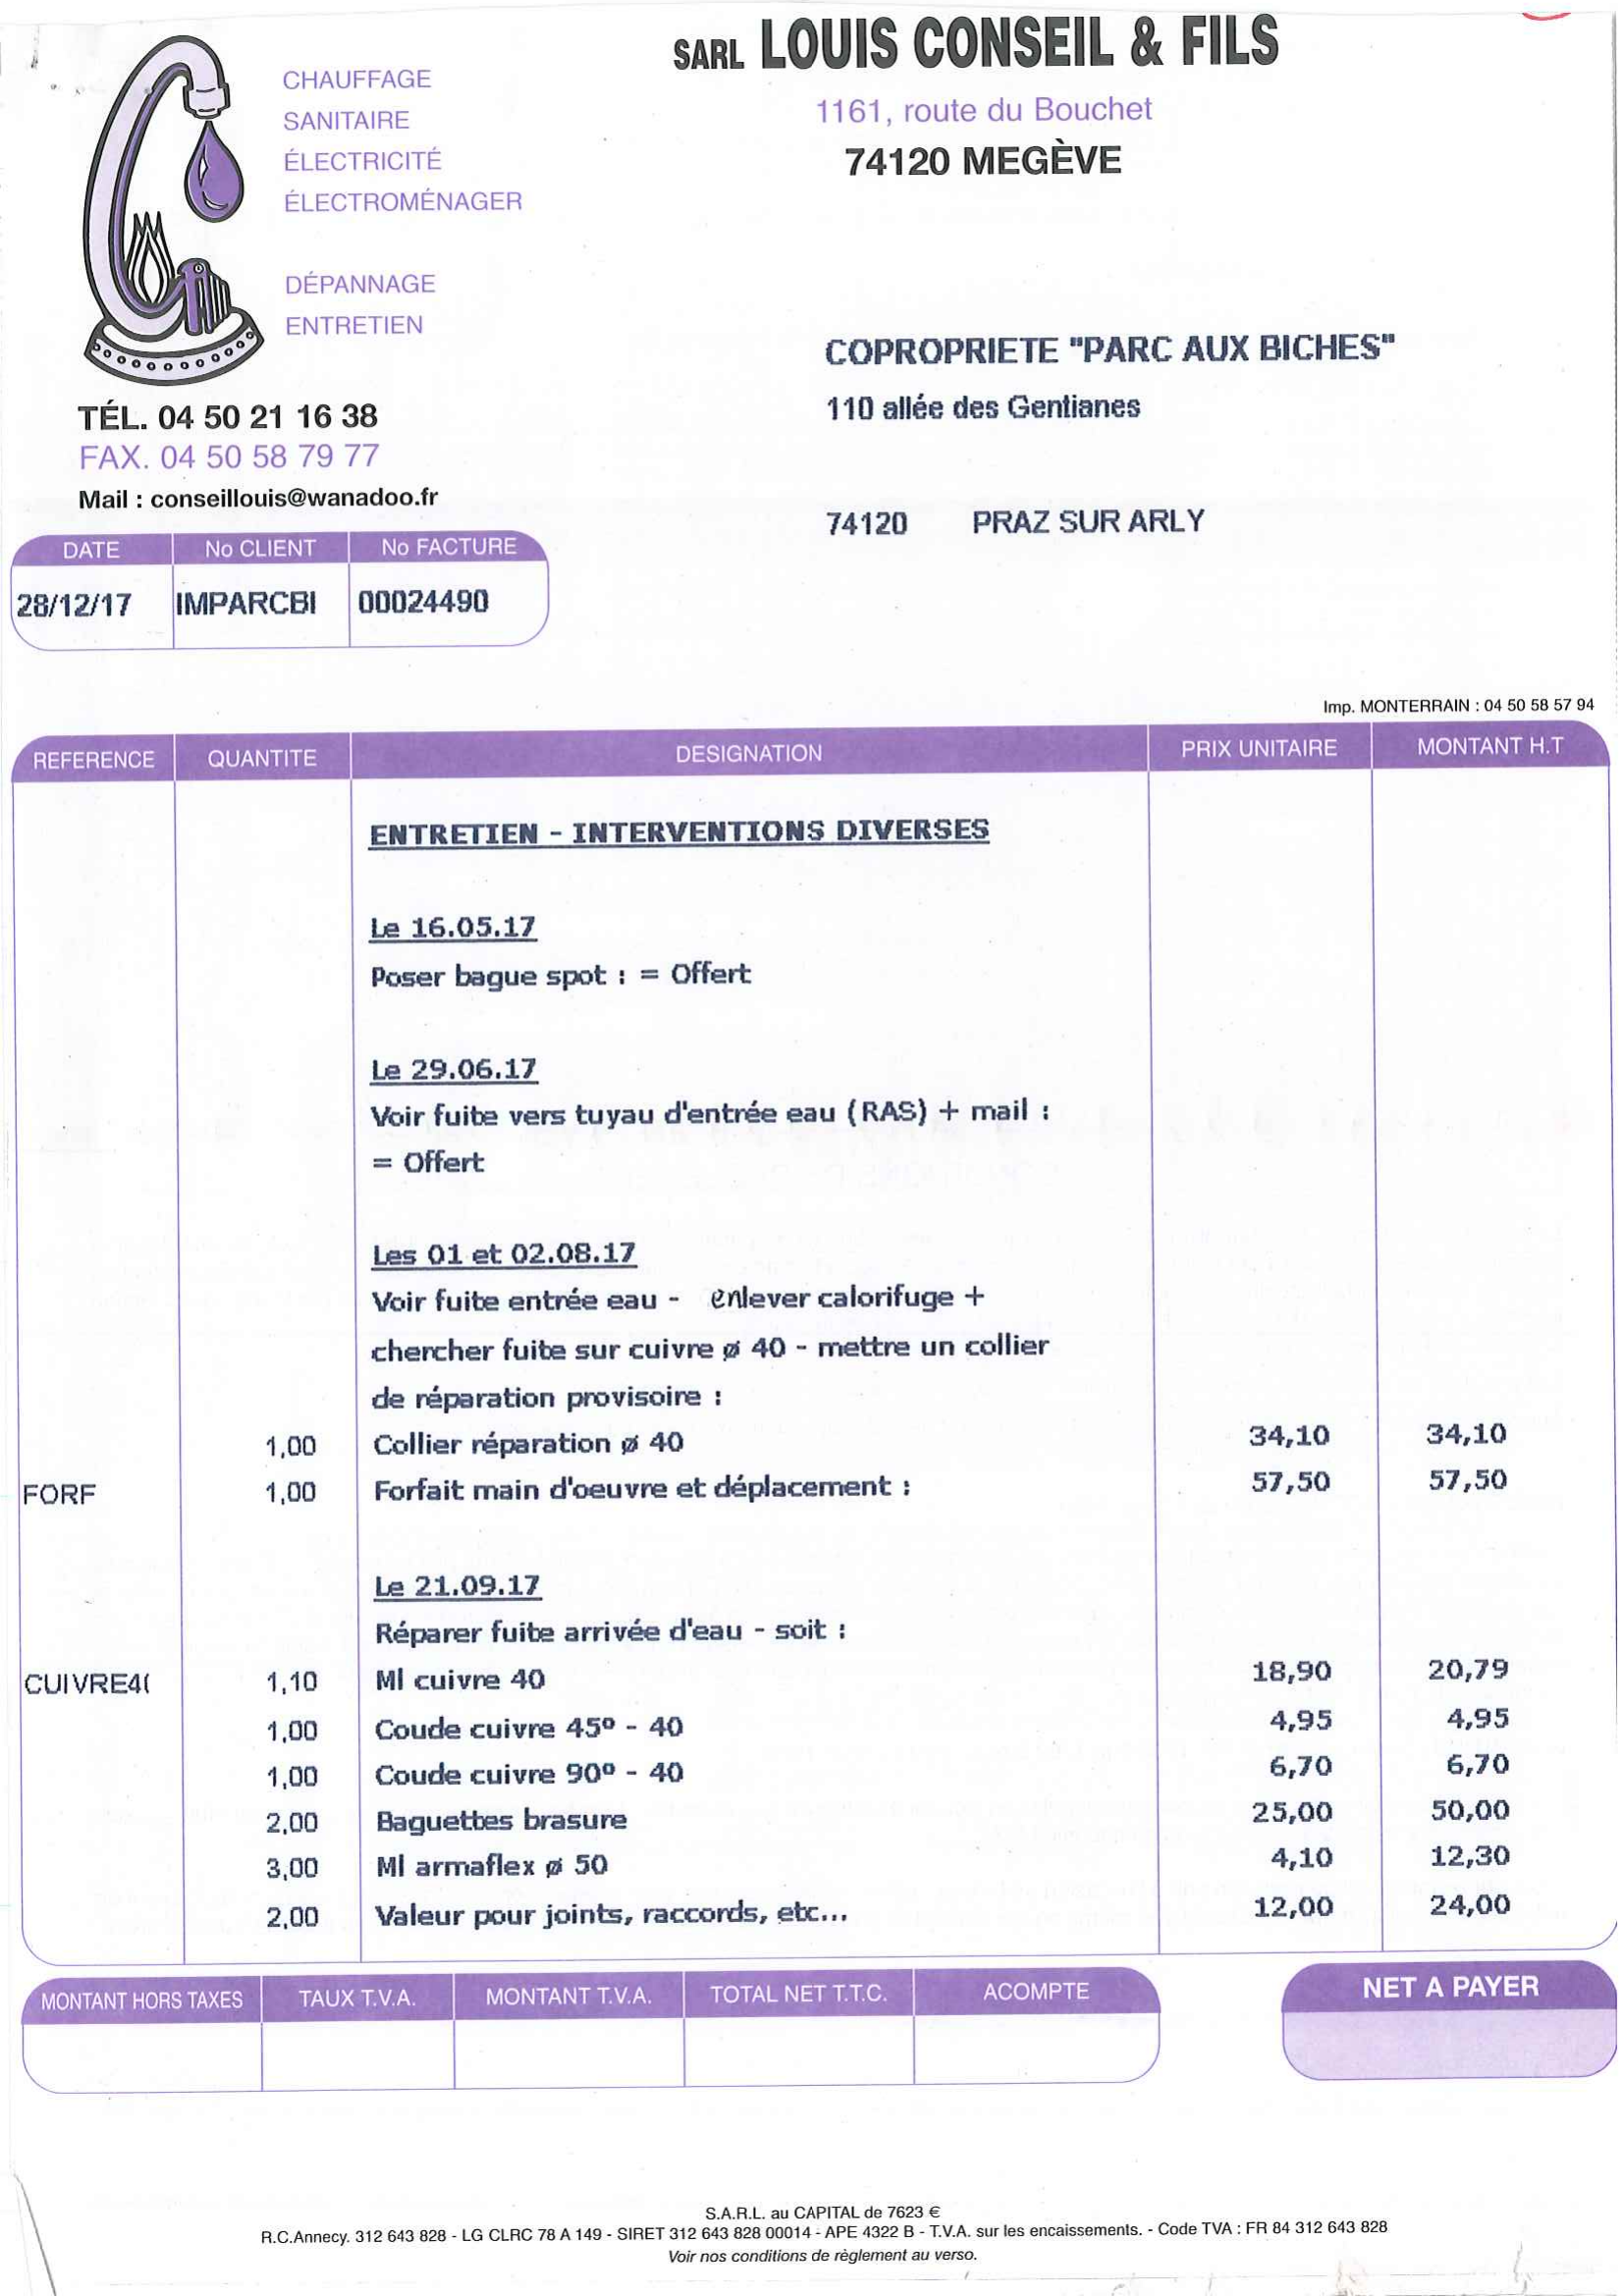 SARL LOUIS CONSEIL & FILS
1161, route du Bouchet
74120 MEGÈVE
CHAUFFAGE
SANITAIRE
ÉLECTRICITÉ
ÉLECTROMÉNAGER
DÉPANNAGE
ENTRETIEN
TÉL. 04 50 21 16 38
FAX. 04 50 58 79 77
Mail : conseillouis@wanadoo.fr
COPROPRIETE "PARC AUX BICHES"
110 allée des Gentianes
74120 PRAZ SUR ARLY
DATE No CLIENT No FACTURE
28/12/17 IMPARCBI 00024490
Imp. MONTERRAIN : 04 50 58 57 94
REFERENCE QUANTITE DESIGNATION PRIX UNITAIRE MONTANT H.T
ENTRETIEN - INTERVENTIONS DIVERSES
Le 16.05.17
Poser bague spot : = Offert
Le 29.06.17
Voir fuite vers tuyau d'entrée eau (RAS) + mail :
= Offert
Les 01 et 02.08.17
Voir fuite entrée eau - enlever calorifuge +
chercher fuite sur cuivre ø 40 - mettre un collier
de réparation provisoire :
1,00 Collier réparation ø 40 34,10 34,10
FORF 1,00 Forfait main d'oeuvre et déplacement : 57,50 57,50
Le 21.09.17
Réparer fuite arrivée d'eau - soit :
CUIVRE4( 1,10 Ml cuivre 40 18,90 20,79
1,00 Coude cuivre 45º - 40 4,95 4,95
1,00 Coude cuivre 90º - 40 6,70 6,70
2,00 Baguettes brasure 25,00 50,00
3,00 Ml armaflex ø 50 4,10 12,30
2,00 Valeur pour joints, raccords, etc... 12,00 24,00
MONTANT HORS TAXES TAUX T.V.A. MONTANT T.V.A. TOTAL NET T.T.C. ACOMPTE NET A PAYER
S.A.R.L. au CAPITAL de 7623 €
R.C.Annecy. 312 643 828 - LG CLRC 78 A 149 - SIRET 312 643 828 00014 - APE 4322 B - T.V.A. sur les encaissements. - Code TVA : FR 84 312 643 828
Voir nos conditions de règlement au verso.